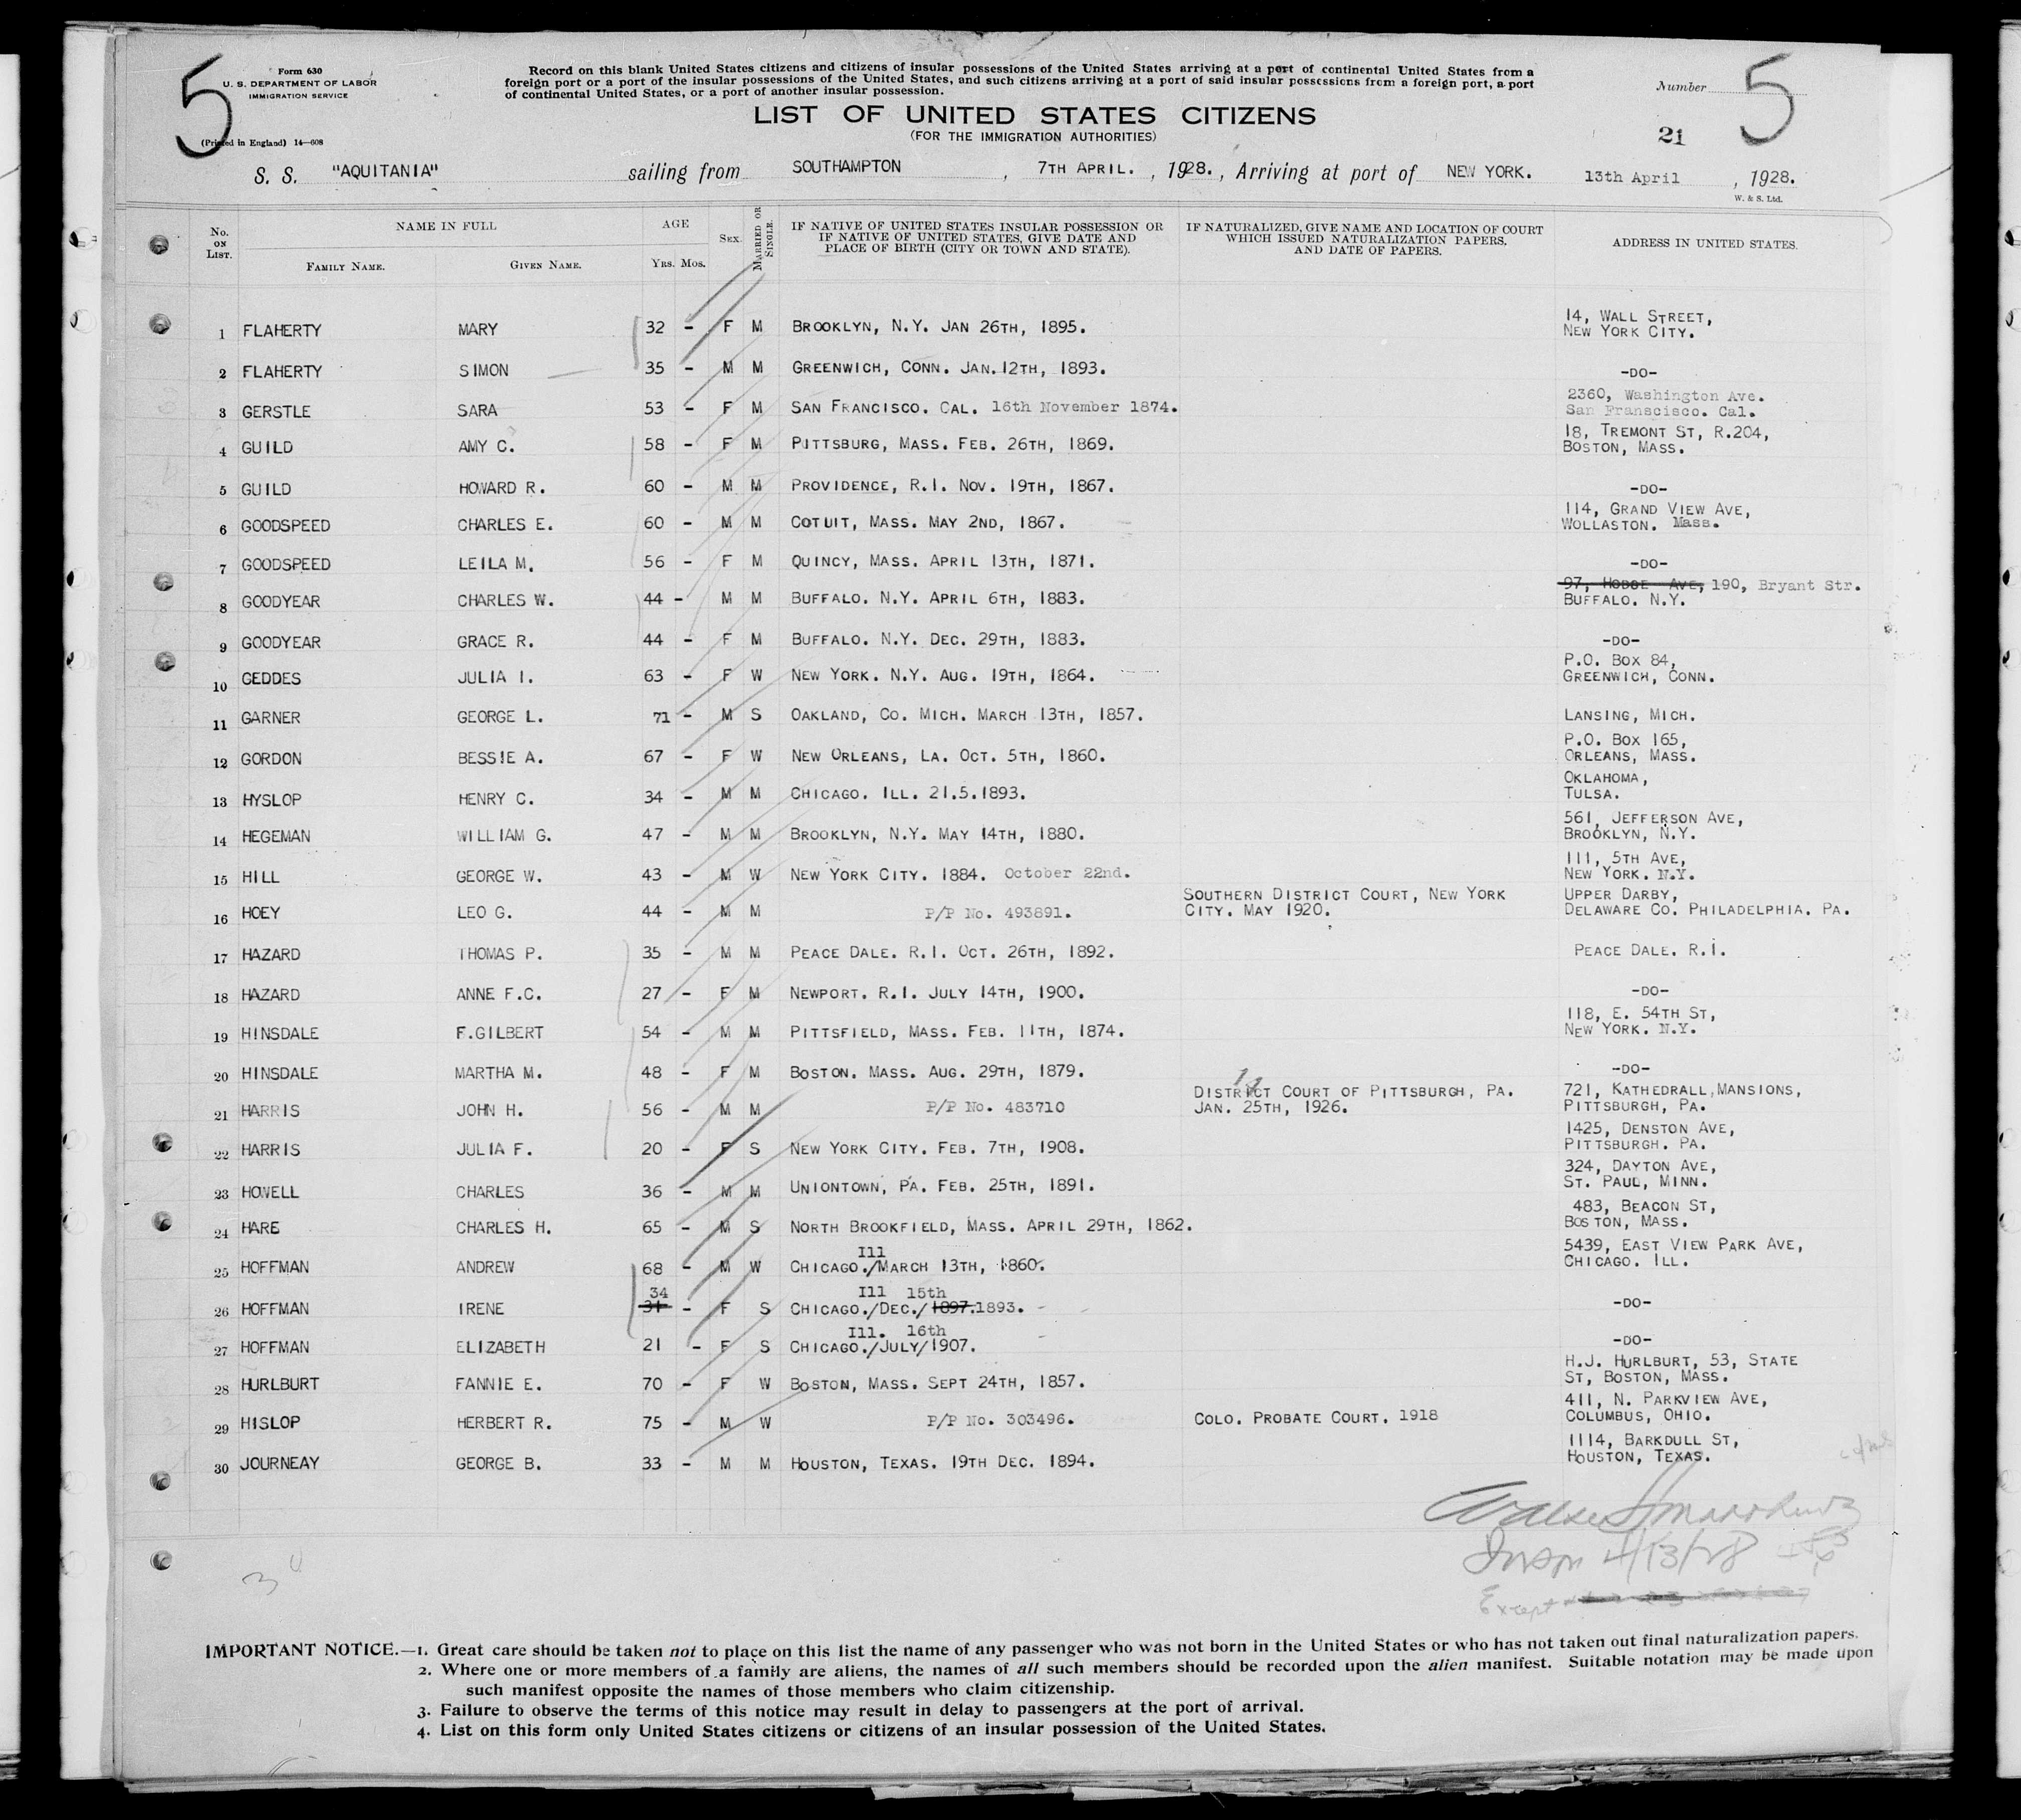 5
Form 630
U. S. DEPARTMENT OF LABOR
IMMIGRATION SERVICE
(Printed in England) 14—608
Record on this blank United States citizens and citizens of insular possessions of the United States arriving at a port of continental United States from a
foreign port or a port of the insular possessions of the United States, and such citizens arriving at a port of said insular possessions from a foreign port, a port
of continental United States, or a port of another insular possession.
Number 5
LIST OF UNITED STATES CITIZENS
(FOR THE IMMIGRATION AUTHORITIES)
21
S. S. "AQUITANIA" sailing from SOUTHAMPTON, 7TH APRIL., 1928., Arriving at port of NEW YORK. 13th April, 1928.
W. & S. Ltd.
No. ON LIST. NAME IN FULL AGE SEX. MARRIED OR SINGLE. IF NATIVE OF UNITED STATES INSULAR POSSESSION OR IF NATIVE OF UNITED STATES, GIVE DATE AND PLACE OF BIRTH (CITY OR TOWN AND STATE). IF NATURALIZED, GIVE NAME AND LOCATION OF COURT WHICH ISSUED NATURALIZATION PAPERS, AND DATE OF PAPERS. ADDRESS IN UNITED STATES.
FAMILY NAME. GIVEN NAME. YRS. MOS.
1 FLAHERTY MARY 32 - F M BROOKLYN, N.Y. JAN 26TH, 1895. 14, WALL STREET, NEW YORK CITY.
2 FLAHERTY SIMON 35 - M M GREENWICH, CONN. JAN.12TH, 1893. -DO-
3 GERSTLE SARA 53 - F M SAN FRANCISCO. CAL. 16th November 1874. 2360, Washington Ave. San Franscisco. Cal.
4 GUILD AMY C. 58 - F M PITTSBURG, MASS. FEB. 26TH, 1869. 18, TREMONT ST, R.204, BOSTON, MASS.
5 GUILD HOWARD R. 60 - M M PROVIDENCE, R.I. NOV. 19TH, 1867. -DO-
6 GOODSPEED CHARLES E. 60 - M M COTUIT, MASS. MAY 2ND, 1867. 114, GRAND VIEW AVE, WOLLASTON. Mass.
7 GOODSPEED LEILA M. 56 - F M QUINCY, MASS. APRIL 13TH, 1871. -DO-
8 GOODYEAR CHARLES W. 44 - M M BUFFALO. N.Y. APRIL 6TH, 1883. 97, HODGE AVE, 190, Bryant Str. BUFFALO. N.Y.
9 GOODYEAR GRACE R. 44 - F M BUFFALO. N.Y. DEC. 29TH, 1883. -DO-
10 GEDDES JULIA I. 63 - F W NEW YORK. N.Y. AUG. 19TH, 1864. P.O. BOX 84, GREENWICH, CONN.
11 GARNER GEORGE L. 71 - M S OAKLAND, CO. MICH. MARCH 13TH, 1857. LANSING, MICH.
12 GORDON BESSIE A. 67 - F W NEW ORLEANS, LA. OCT. 5TH, 1860. P.O. BOX 165, ORLEANS, MASS.
13 HYSLOP HENRY C. 34 - M M CHICAGO. ILL. 21.5.1893. OKLAHOMA, TULSA.
14 HEGEMAN WILLIAM G. 47 - M M BROOKLYN, N.Y. MAY 14TH, 1880. 561, JEFFERSON AVE, BROOKLYN, N.Y.
15 HILL GEORGE W. 43 - M W NEW YORK CITY. 1884. October 22nd. 111, 5TH AVE, NEW YORK. N.Y.
16 HOEY LEO G. 44 - M M P/P No. 493891. SOUTHERN DISTRICT COURT, NEW YORK CITY. MAY 1920. UPPER DARBY, DELAWARE CO. PHILADELPHIA. PA.
17 HAZARD THOMAS P. 35 - M M PEACE DALE. R.I. OCT. 26TH, 1892. PEACE DALE. R.I.
18 HAZARD ANNE F.C. 27 - F M NEWPORT. R.I. JULY 14TH, 1900. -DO-
19 HINSDALE F.GILBERT 54 - M M PITTSFIELD, MASS. FEB. 11TH, 1874. 118, E. 54TH ST, NEW YORK. N.Y.
20 HINSDALE MARTHA M. 48 - F M BOSTON. MASS. AUG. 29TH, 1879. -DO-
21 HARRIS JOHN H. 56 - M M P/P No. 483710 DISTRICT COURT OF PITTSBURGH, PA. JAN. 25TH, 1926. 721, KATHEDRALL,MANSIONS, PITTSBURGH, PA.
22 HARRIS JULIA F. 20 - F S NEW YORK CITY. FEB. 7TH, 1908. 1425, DENSTON AVE, PITTSBURGH. PA.
23 HOWELL CHARLES 36 - M M UNIONTOWN, PA. FEB. 25TH, 1891. 324, DAYTON AVE, ST. PAUL, MINN.
24 HARE CHARLES H. 65 - M S NORTH BROOKFIELD, MASS. APRIL 29TH, 1862. 483, BEACON ST, BOSTON, MASS.
25 HOFFMAN ANDREW 68 - M W CHICAGO./Ill MARCH 13TH, 1860. 5439, EAST VIEW PARK AVE, CHICAGO. ILL.
26 HOFFMAN IRENE 31 34 - F S CHICAGO./Ill DEC./15th 1897.1893. -DO-
27 HOFFMAN ELIZABETH 21 - F S CHICAGO./Ill. JULY/16th 1907. -DO-
28 HURLBURT FANNIE E. 70 - F W BOSTON, MASS. SEPT 24TH, 1857. H.J. HURLBURT, 53, STATE ST, BOSTON, MASS.
29 HISLOP HERBERT R. 75 - M W P/P No. 303496. COLO. PROBATE COURT. 1918 411, N. PARKVIEW AVE, COLUMBUS, OHIO.
30 JOURNEAY GEORGE B. 33 - M M HOUSTON, TEXAS. 19TH DEC. 1894. 1114, BARKDULL ST, HOUSTON, TEXAS.
4/13/28
Except
3
IMPORTANT NOTICE.—1. Great care should be taken not to place on this list the name of any passenger who was not born in the United States or who has not taken out final naturalization papers.
2. Where one or more members of a family are aliens, the names of all such members should be recorded upon the alien manifest. Suitable notation may be made upon
such manifest opposite the names of those members who claim citizenship.
3. Failure to observe the terms of this notice may result in delay to passengers at the port of arrival.
4. List on this form only United States citizens or citizens of an insular possession of the United States.